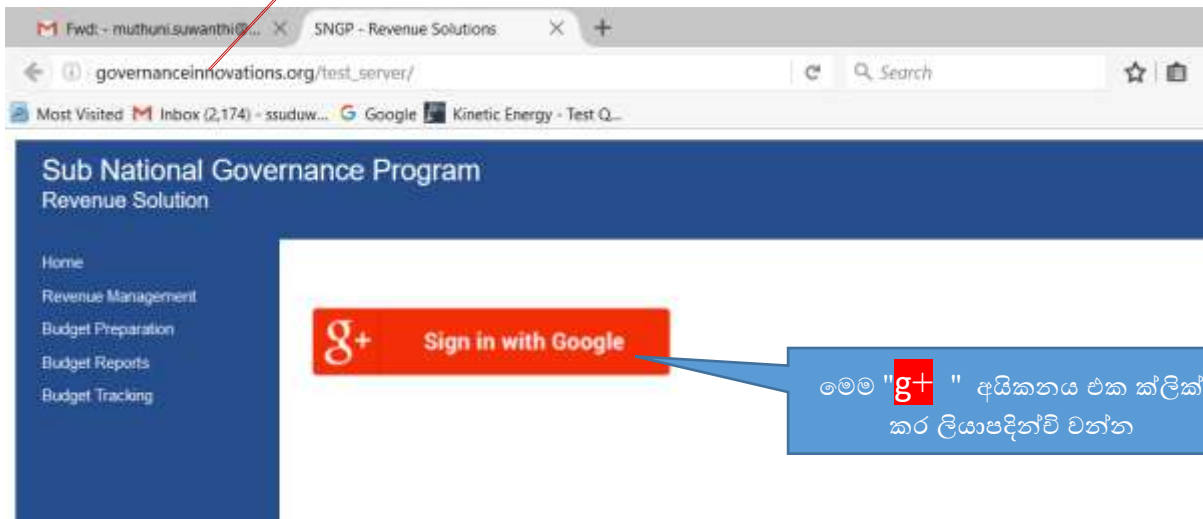 Fwd: - muthuni.suwanthi@... SNGP - Revenue Solutions
governanceinnovations.org/test_server/ Search
Most Visited Inbox (2,174) - ssuduw... Google Kinetic Energy - Test Q...
Sub National Governance Program
Revenue Solution
Home
Revenue Management
Budget Preparation
Budget Reports
Budget Tracking
g+ Sign in with Google
මෙම "g+ " අයිකනය එක ක්ලික්
කර ලියාපදින්චි වන්න